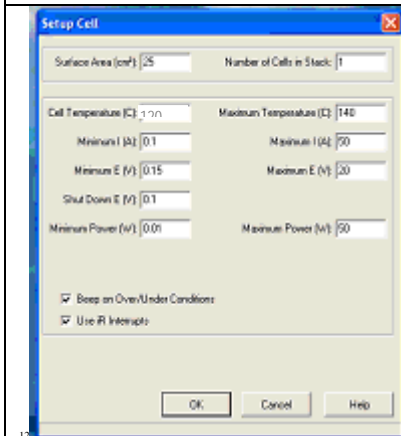 Setup Cell
Surface Area (cm²): 25 Number of Cells in Stack: 1
Cell Temperature (C): 120 Maximum Temperature (C): 140
Minimum I (A): 0.1 Maximum I (A): 50
Minimum E (V): 0.15 Maximum E (V): 20
Shut Down E (V): 0.1
Minimum Power (W): 0.01 Maximum Power (W): 50
Beep on Over/Under Conditions
Use iR Interrupts
OK Cancel Help